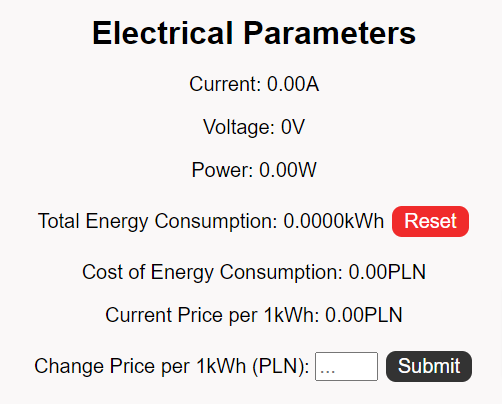 Electrical Parameters
Current: 0.00A
Voltage: 0V
Power: 0.00W
Total Energy Consumption: 0.0000kWh Reset
Cost of Energy Consumption: 0.00PLN
Current Price per 1kWh: 0.00PLN
Change Price per 1kWh (PLN): ... Submit